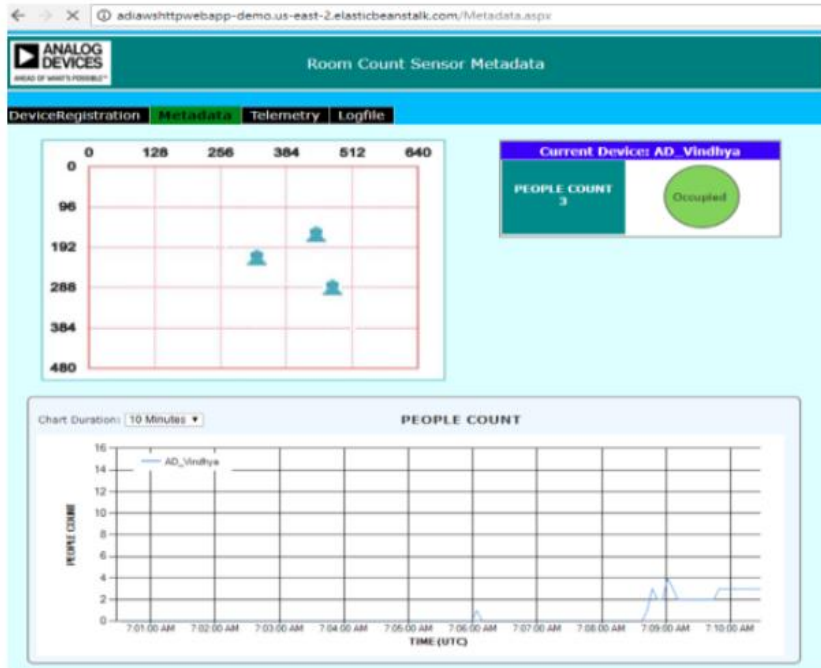 adiawshttpwebapp-demo.us-east-2.elasticbeanstalk.com/Metadata.aspx
ANALOG
DEVICES
AHEAD OF WHAT'S POSSIBLE™
Room Count Sensor Metadata
DeviceRegistration Metadata Telemetry Logfile
0 128 256 384 512 640
0
96
192
288
384
480
Current Device: AD_Vindhya
PEOPLE COUNT
3
Occupied
Chart Duration: 10 Minutes
PEOPLE COUNT
AD_Vindhya
PEOPLE COUNT
16
14
12
10
8
6
4
2
0
7:01:00 AM 7:02:00 AM 7:03:00 AM 7:04:00 AM 7:05:00 AM 7:06:00 AM 7:07:00 AM 7:08:00 AM 7:09:00 AM 7:10:00 AM
TIME (UTC)